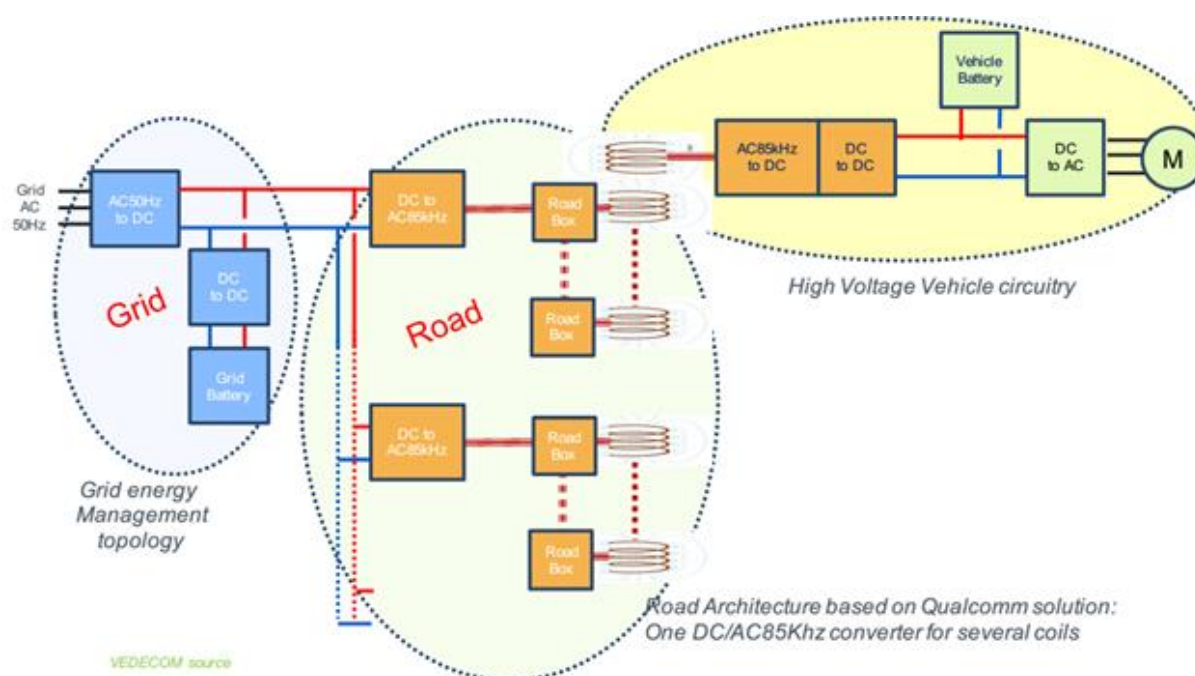 Vehicle
Battery
AC85kHz
to DC
DC
to DC
DC
to AC
M
Grid
AC
50Hz
AC50Hz
to DC
DC to
AC85kHz
Road
Box
DC
to DC
Grid
Road
High Voltage Vehicle circuitry
Road
Box
Grid
Battery
DC to
AC85kHz
Road
Box
Grid energy
Management
topology
Road
Box
Road Architecture based on Qualcomm solution:
One DC/AC85Khz converter for several coils
VEDECOM source